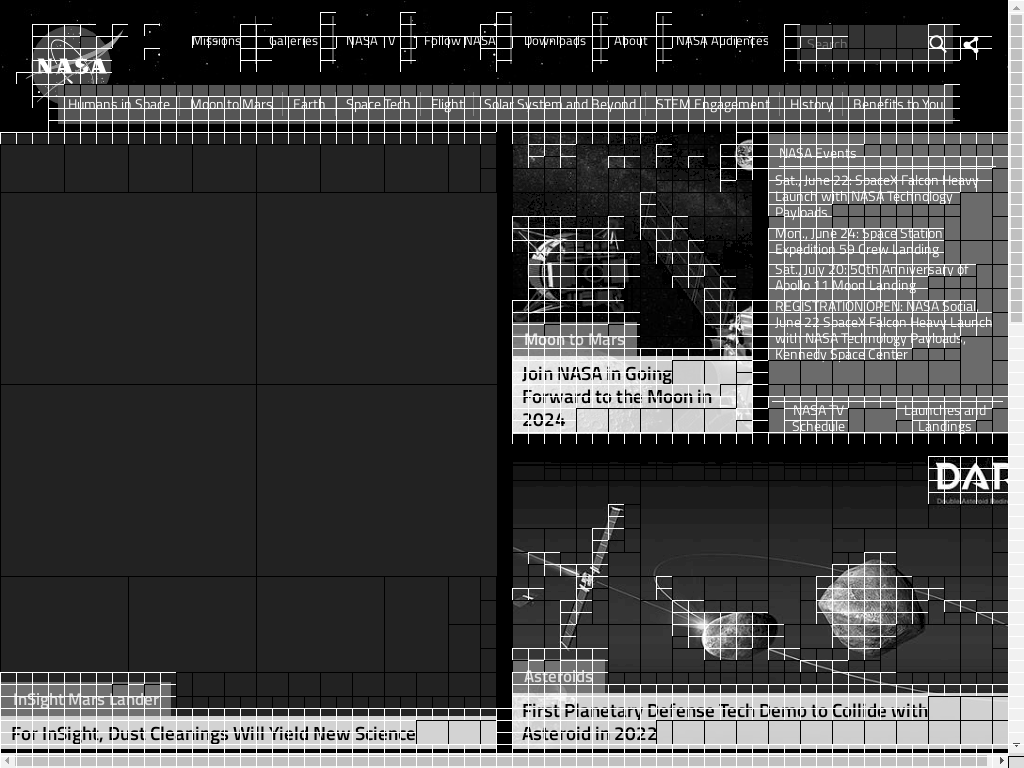 NASA
Missions Galleries NASA TV Follow NASA Downloads About NASA Audiences Search
Humans in Space Moon to Mars Earth Space Tech Flight Solar System and Beyond STEM Engagement History Benefits to You
Moon to Mars
Join NASA in Going
Forward to the Moon in
2024
NASA Events
Sat., June 22: SpaceX Falcon Heavy
Launch with NASA Technology
Payloads
Mon., June 24: Space Station
Expedition 59 Crew Landing
Sat., July 20: 50th Anniversary of
Apollo 11 Moon Landing
REGISTRATION OPEN: NASA Social,
June 22 SpaceX Falcon Heavy Launch
with NASA Technology Payloads,
Kennedy Space Center
NASA TV
Schedule
Launches and
Landings
InSight Mars Lander
For InSight, Dust Cleanings Will Yield New Science
DAR
Double Asteroid Redire
Asteroids
First Planetary Defense Tech Demo to Collide with
Asteroid in 2022